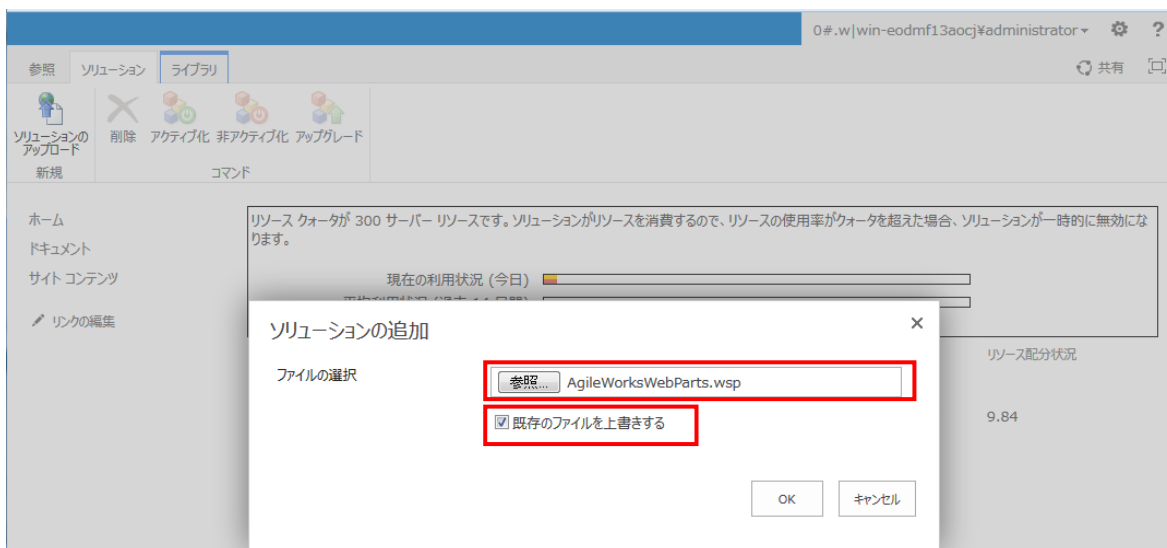 0#.w|win-eodmf13aocj¥administrator
?
参照 ソリューション ライブラリ
共有
ソリューションの
アップロード
削除 アクティブ化 非アクティブ化 アップグレード
新規 コマンド
ホーム
ドキュメント
サイト コンテンツ
リンクの編集
リソース クォータが 300 サーバー リソースです。ソリューションがリソースを消費するので、リソースの使用率がクォータを超えた場合、ソリューションが一時的に無効にな
ります。
現在の利用状況 (今日)
ソリューションの追加
リソース配分状況
ファイルの選択
参照... AgileWorksWebParts.wsp
既存のファイルを上書きする
9.84
OK キャンセル